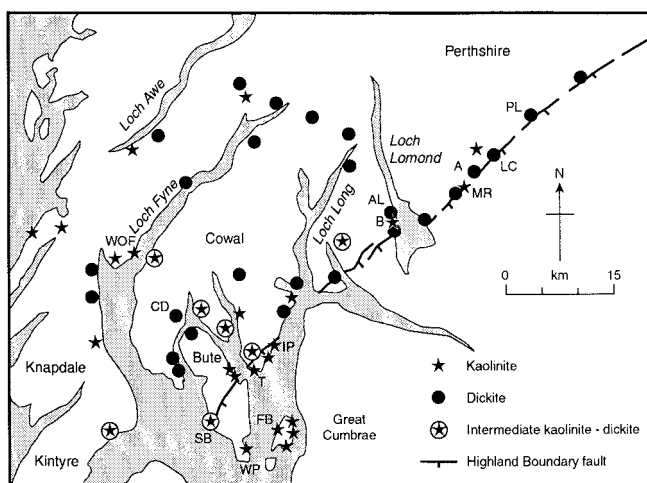 Perthshire
Loch Awe
PL
Loch Lomond
A
LC
MR
N
AL
B
Loch Fyne
Loch Long
WOF
Cowal
0 15
km
CD
Knapdale
Bute
IP
T
Kaolinite
Dickite
FB
Great
Cumbrae
SB
Intermediate kaolinite - dickite
WP
Kintyre
Highland Boundary fault